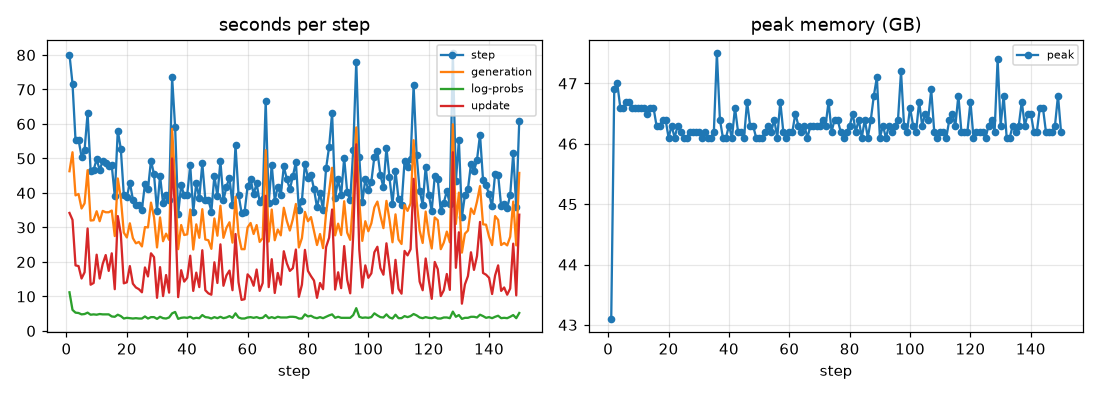 seconds per step
step
generation
log-probs
update
80
70
60
50
40
30
20
10
0
0 20 40 60 80 100 120 140
step
peak memory (GB)
peak
47
46
45
44
43
0 20 40 60 80 100 120 140
step